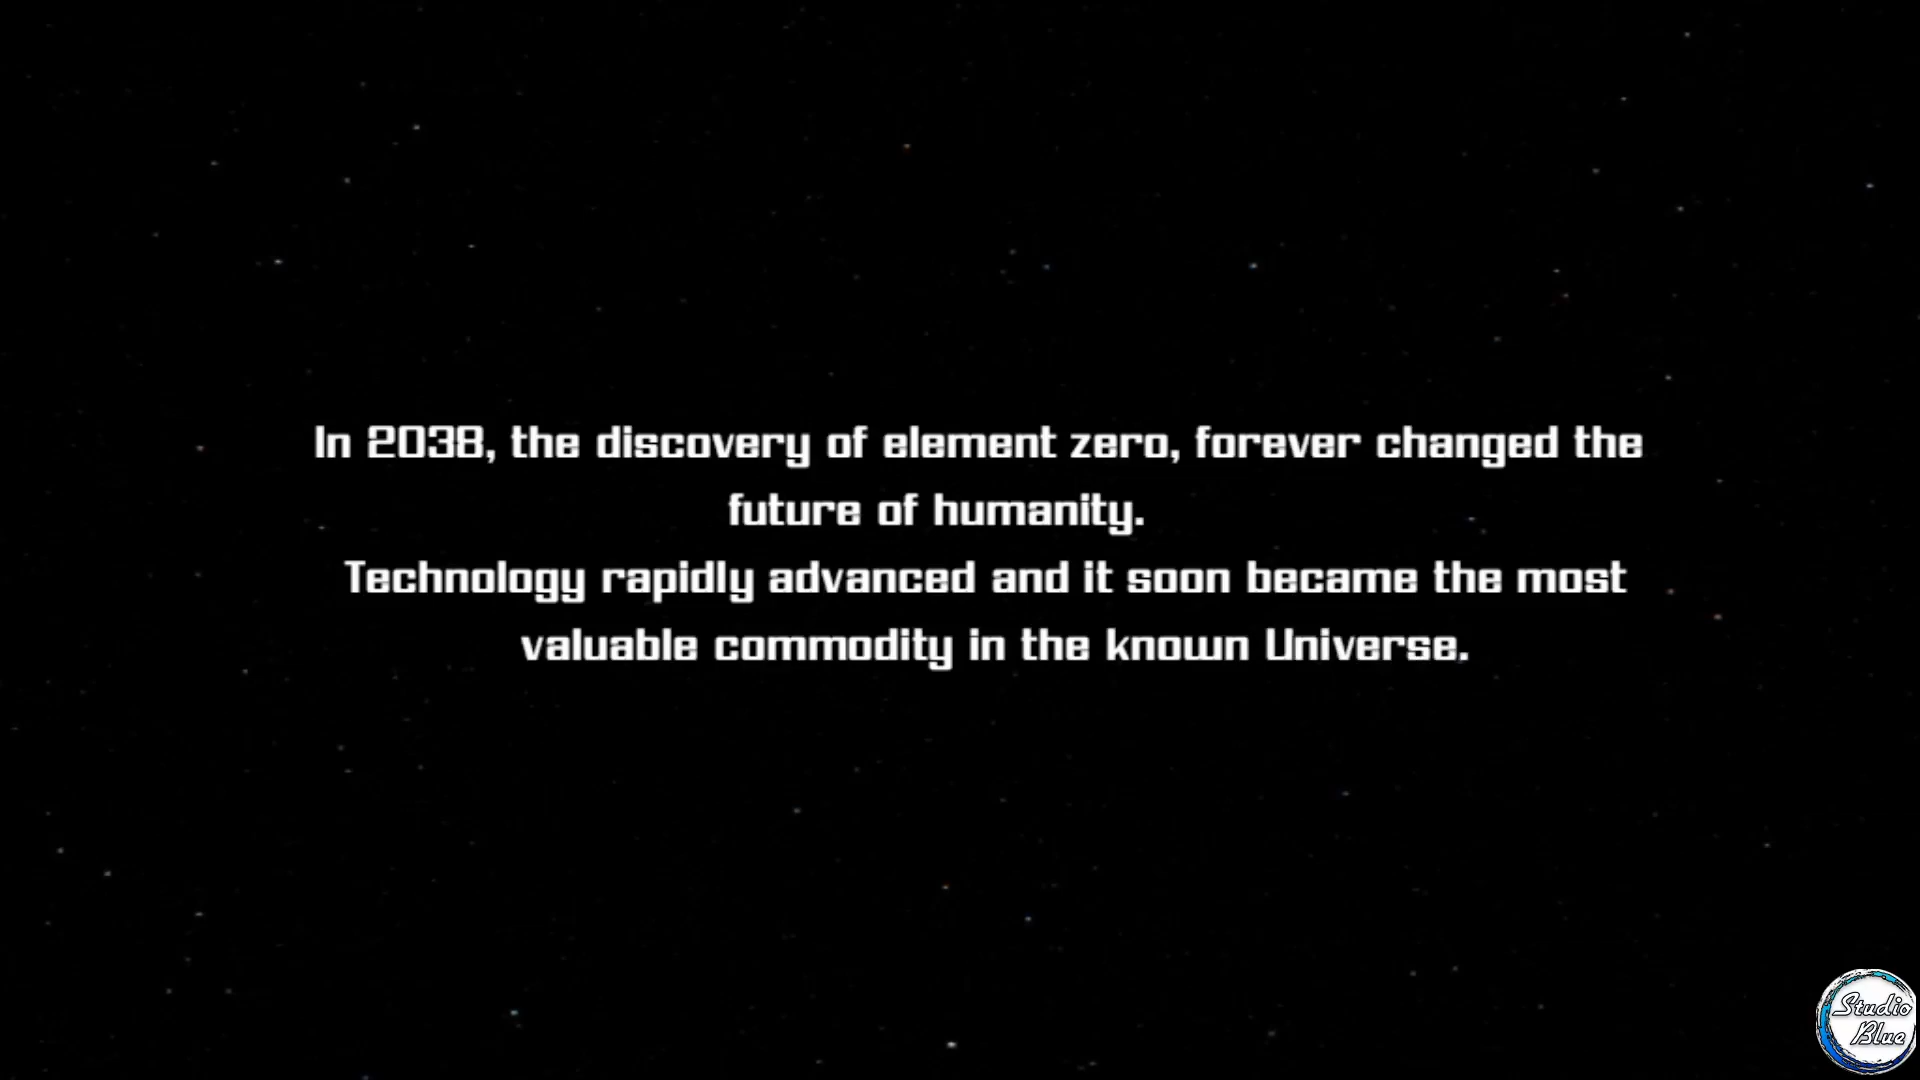 In 2038, the discovery of element zero, forever changed the
future of humanity.
Technology rapidly advanced and it soon became the most
valuable commodity in the known Universe.
Studio
Blue